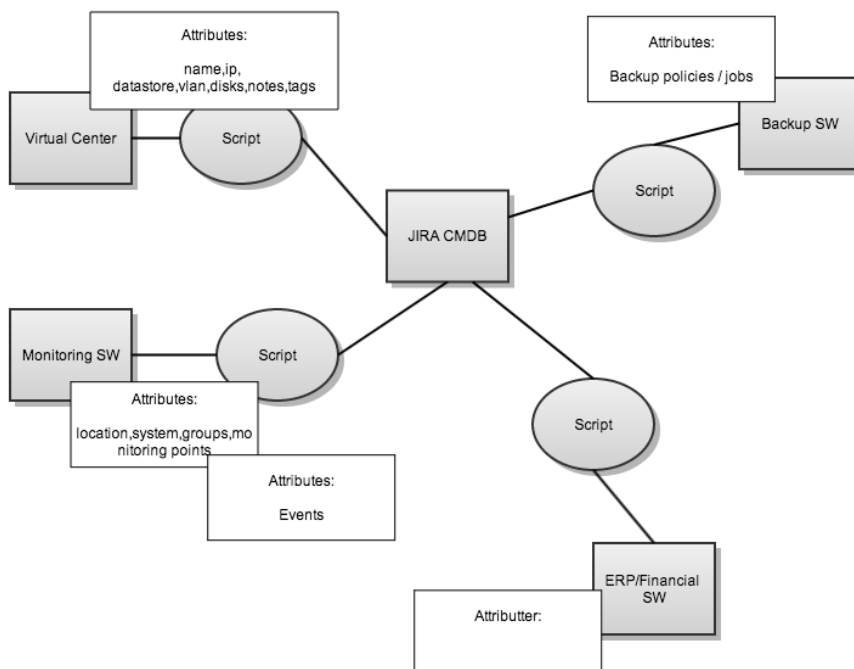 Attributes:
name,ip,
datastore,vlan,disks,notes,tags
Virtual Center
Script
Attributes:
Backup policies / jobs
Backup SW
Script
JIRA CMDB
Monitoring SW
Script
Attributes:
location,system,groups,mo
nitoring points
Attributes:
Events
Script
ERP/Financial
SW
Attributter: